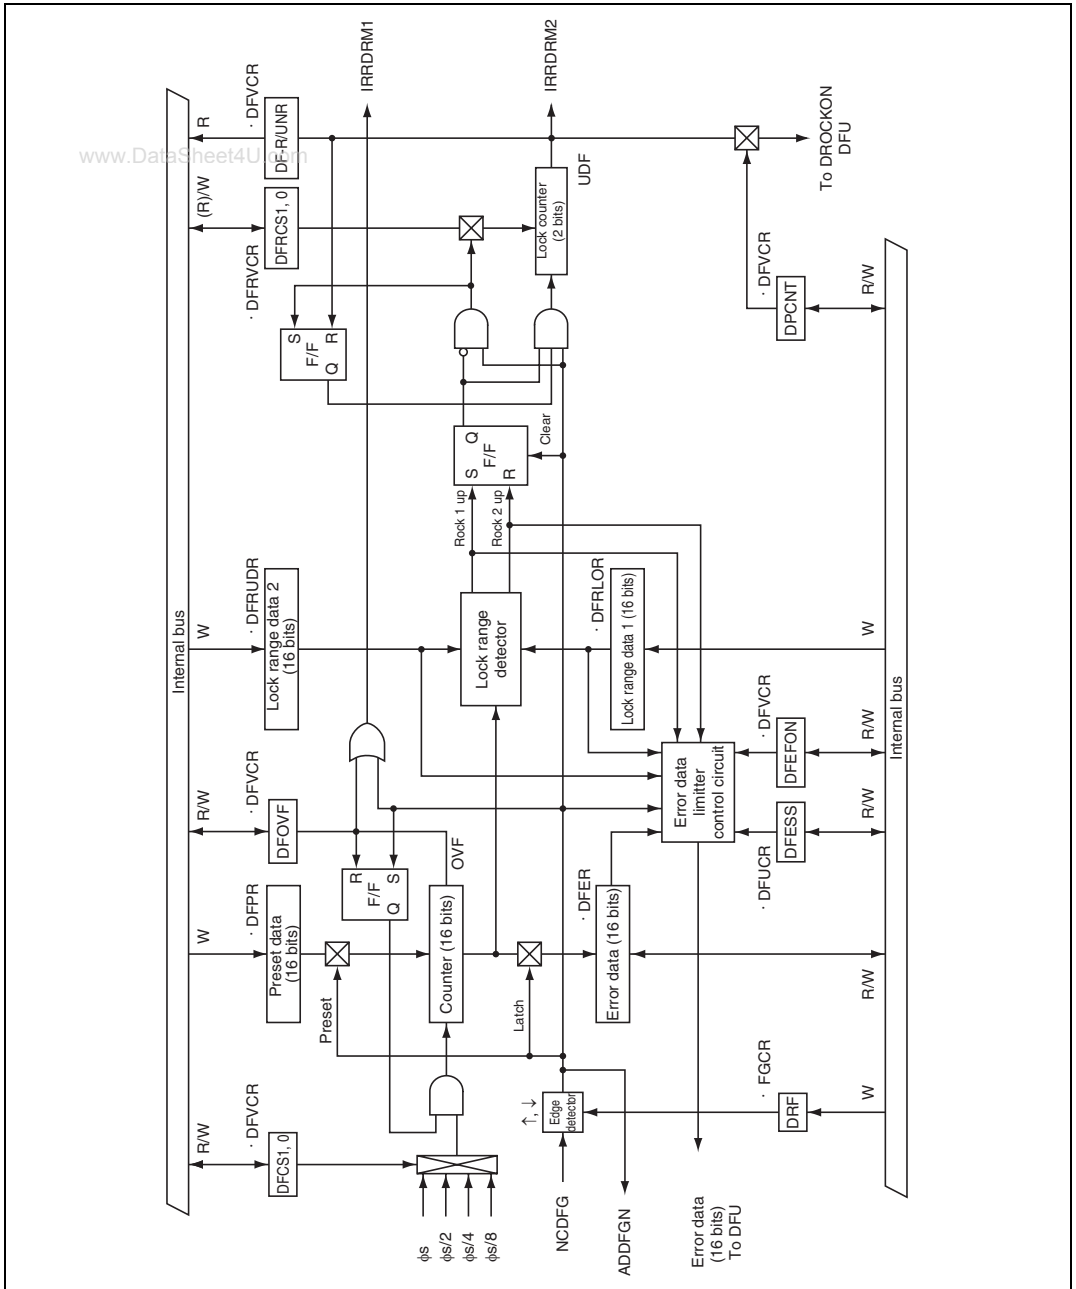 Internal bus
R/W
· DFVCR
DFCS1, 0
W
· DFPR
Preset data
(16 bits)
R/W
· DFVCR
DFOVF
W
· DFRUDR
Lock range data 2
(16 bits)
(R)/W
· DFRVCR
DFRCS1, 0
R
· DFVCR
DF-R/UNR
www.DataSheet4U.com
IRRDRM1
IRRDRM2
φs
φs/2
φs/4
φs/8
Preset
R
F/F
Q S
Counter (16 bits)
OVF
Latch
Lock range
detector
Rock 1 up
Rock 2 up
S Q
F/F
R
Clear
S
F/F
Q R
Lock counter
(2 bits)
UDF
To DROCKON
DFU
NCDFG
↑, ↓
Edge
detector
ADDFGN
· DFER
Error data (16 bits)
· DFRLOR
Lock range data 1 (16 bits)
Error data
limitter
control circuit
Error data
(16 bits)
To DFU
· FGCR
DRF
W
R/W
· DFUCR
DFESS
R/W
· DFVCR
DFEFON
R/W
W
· DFVCR
DPCNT
R/W
Internal bus